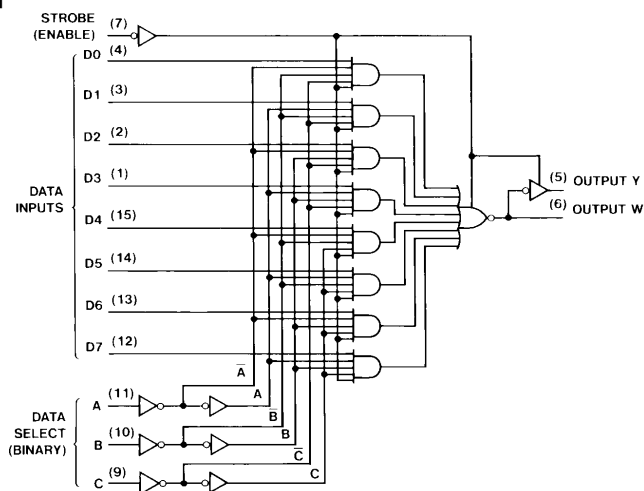 STROBE (7)
(ENABLE)
D0 (4)
D1 (3)
D2 (2)
D3 (1)
DATA
INPUTS
D4 (15)
D5 (14)
D6 (13)
D7 (12)
(5) OUTPUT Y
(6) OUTPUT W
A̅
A (11)
A
B̅
DATA
SELECT
(BINARY)
B (10)
B
C̅
C (9)
C